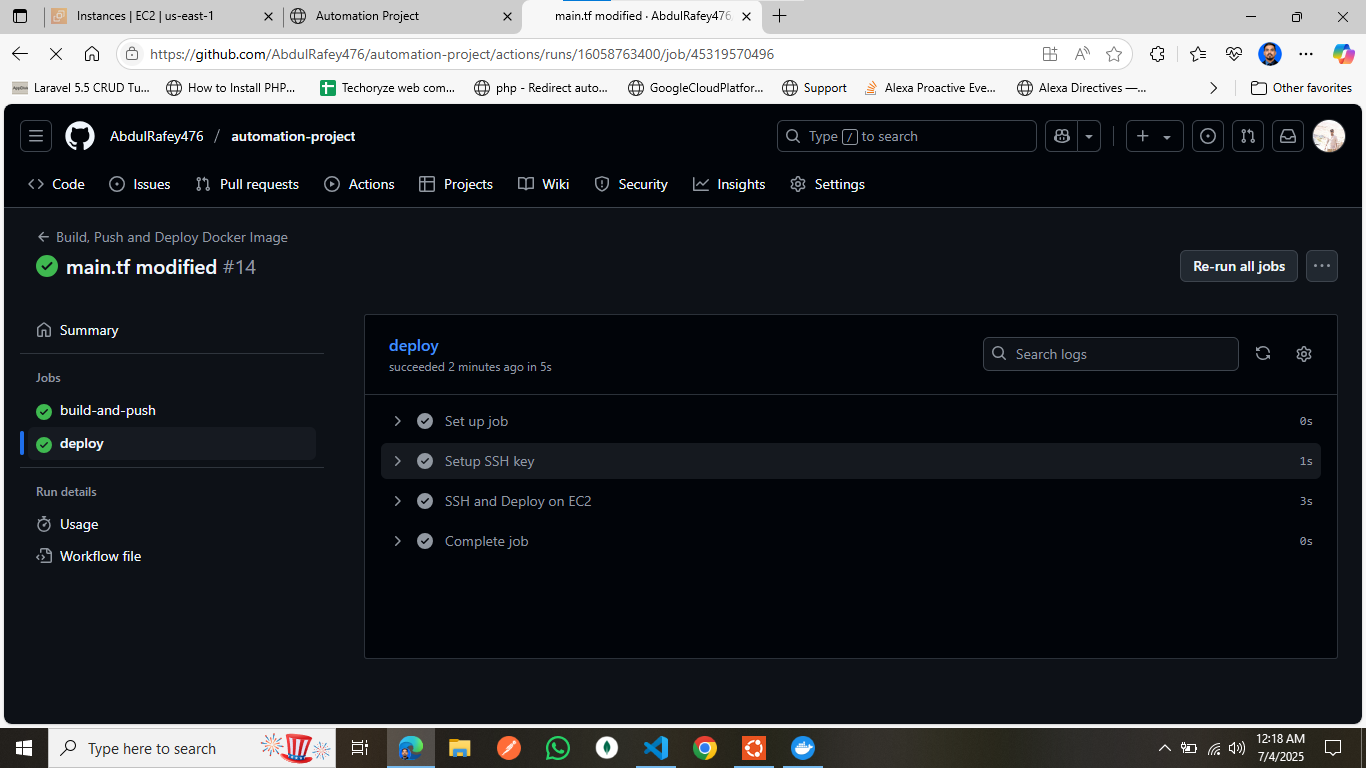 Instances | EC2 | us-east-1
Automation Project
main.tf modified · AbdulRafey476
https://github.com/AbdulRafey476/automation-project/actions/runs/16058763400/job/45319570496
Laravel 5.5 CRUD Tu...
How to Install PHP...
Techoryze web com...
php - Redirect auto...
GoogleCloudPlatfor...
Support
Alexa Proactive Eve...
Alexa Directives —...
Other favorites
AbdulRafey476 / automation-project
Type / to search
Code
Issues
Pull requests
Actions
Projects
Wiki
Security
Insights
Settings
Build, Push and Deploy Docker Image
main.tf modified #14
Re-run all jobs
Summary
Jobs
build-and-push
deploy
Run details
Usage
Workflow file
deploy
succeeded 2 minutes ago in 5s
Search logs
Set up job 0s
Setup SSH key 1s
SSH and Deploy on EC2 3s
Complete job 0s
Type here to search
12:18 AM
7/4/2025